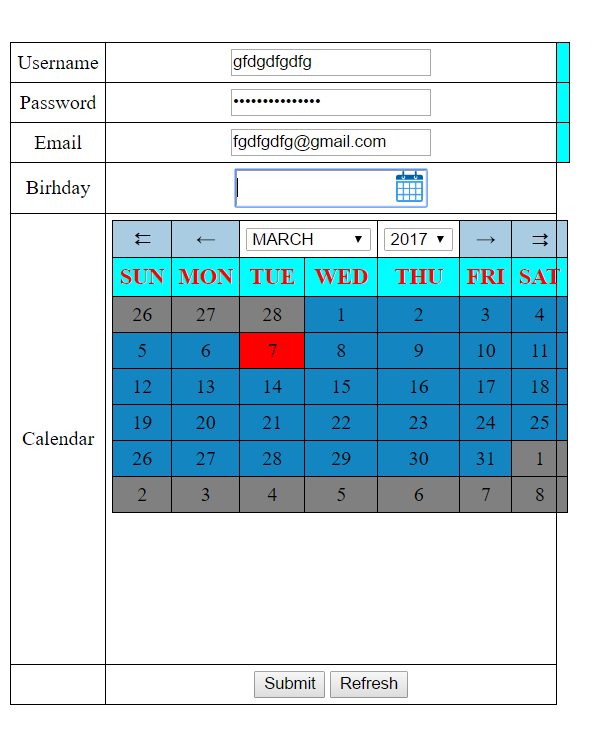 Username gfdgdfgdfg
Password •••••••••••••••
Email fgdfgdfg@gmail.com
Birhday
⇇ ← MARCH ▼ 2017 ▼ → ⇉
SUN MON TUE WED THU FRI SAT
26 27 28 1 2 3 4
5 6 7 8 9 10 11
12 13 14 15 16 17 18
19 20 21 22 23 24 25
Calendar
26 27 28 29 30 31 1
2 3 4 5 6 7 8
Submit Refresh